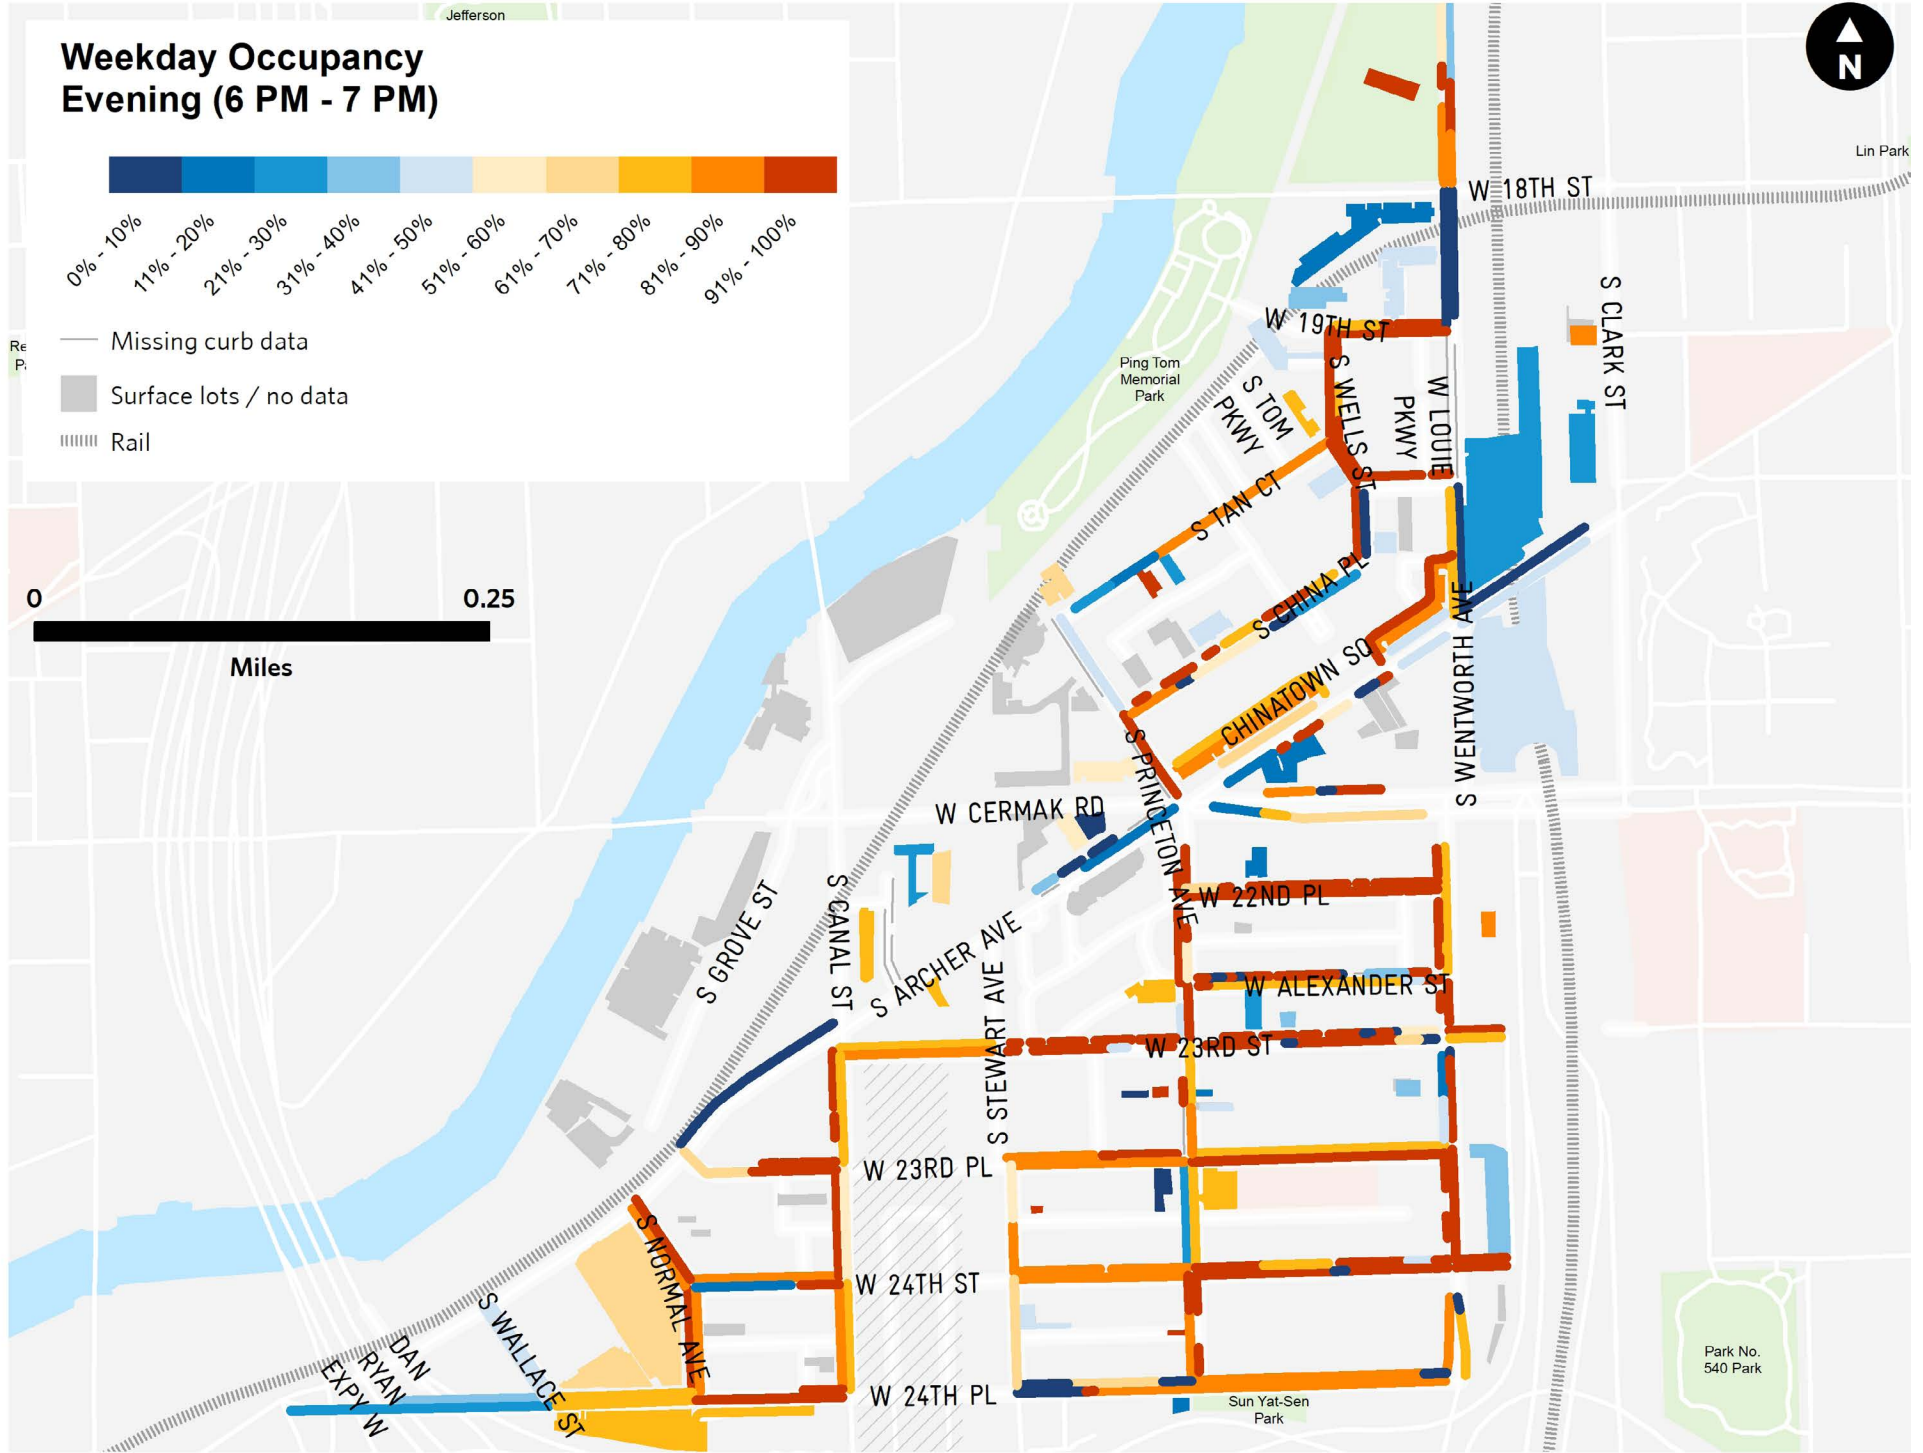 Jefferson
Weekday Occupancy
Evening (6 PM - 7 PM)
0% - 10%
11% - 20%
21% - 30%
31% - 40%
41% - 50%
51% - 60%
61% - 70%
71% - 80%
81% - 90%
91% - 100%
Missing curb data
Surface lots / no data
Rail
0
0.25
Miles
N
Lin Park
W 18TH ST
S CLARK ST
W 19TH ST
Ping Tom
Memorial
Park
S TOM
PKWY
S WELLS ST
W LOUIE
PKWY
S TAN CT
S CHINA PL
CHINATOWN SQ
S WENTWORTH AVE
S PRINCETON AVE
W CERMAK RD
S GROVE ST
S CANAL ST
S ARCHER AVE
S STEWART AVE
W 22ND PL
W ALEXANDER ST
W 23RD ST
W 23RD PL
S NORMAL AVE
W 24TH ST
S WALLACE ST
DAN
RYAN
EXPY W
W 24TH PL
Sun Yat-Sen
Park
Park No.
540 Park